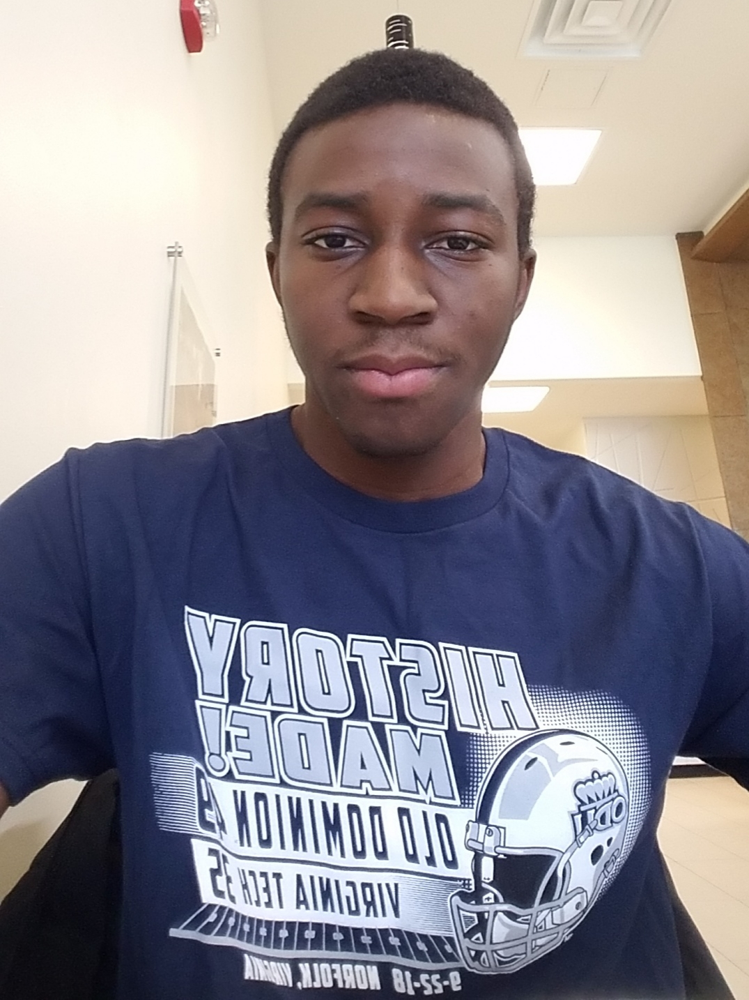 HISTORY
MADE!
OLD DOMINION 49
VIRGINIA TECH 35
9-22-18 NORFOLK, VIRGINIA
ODU